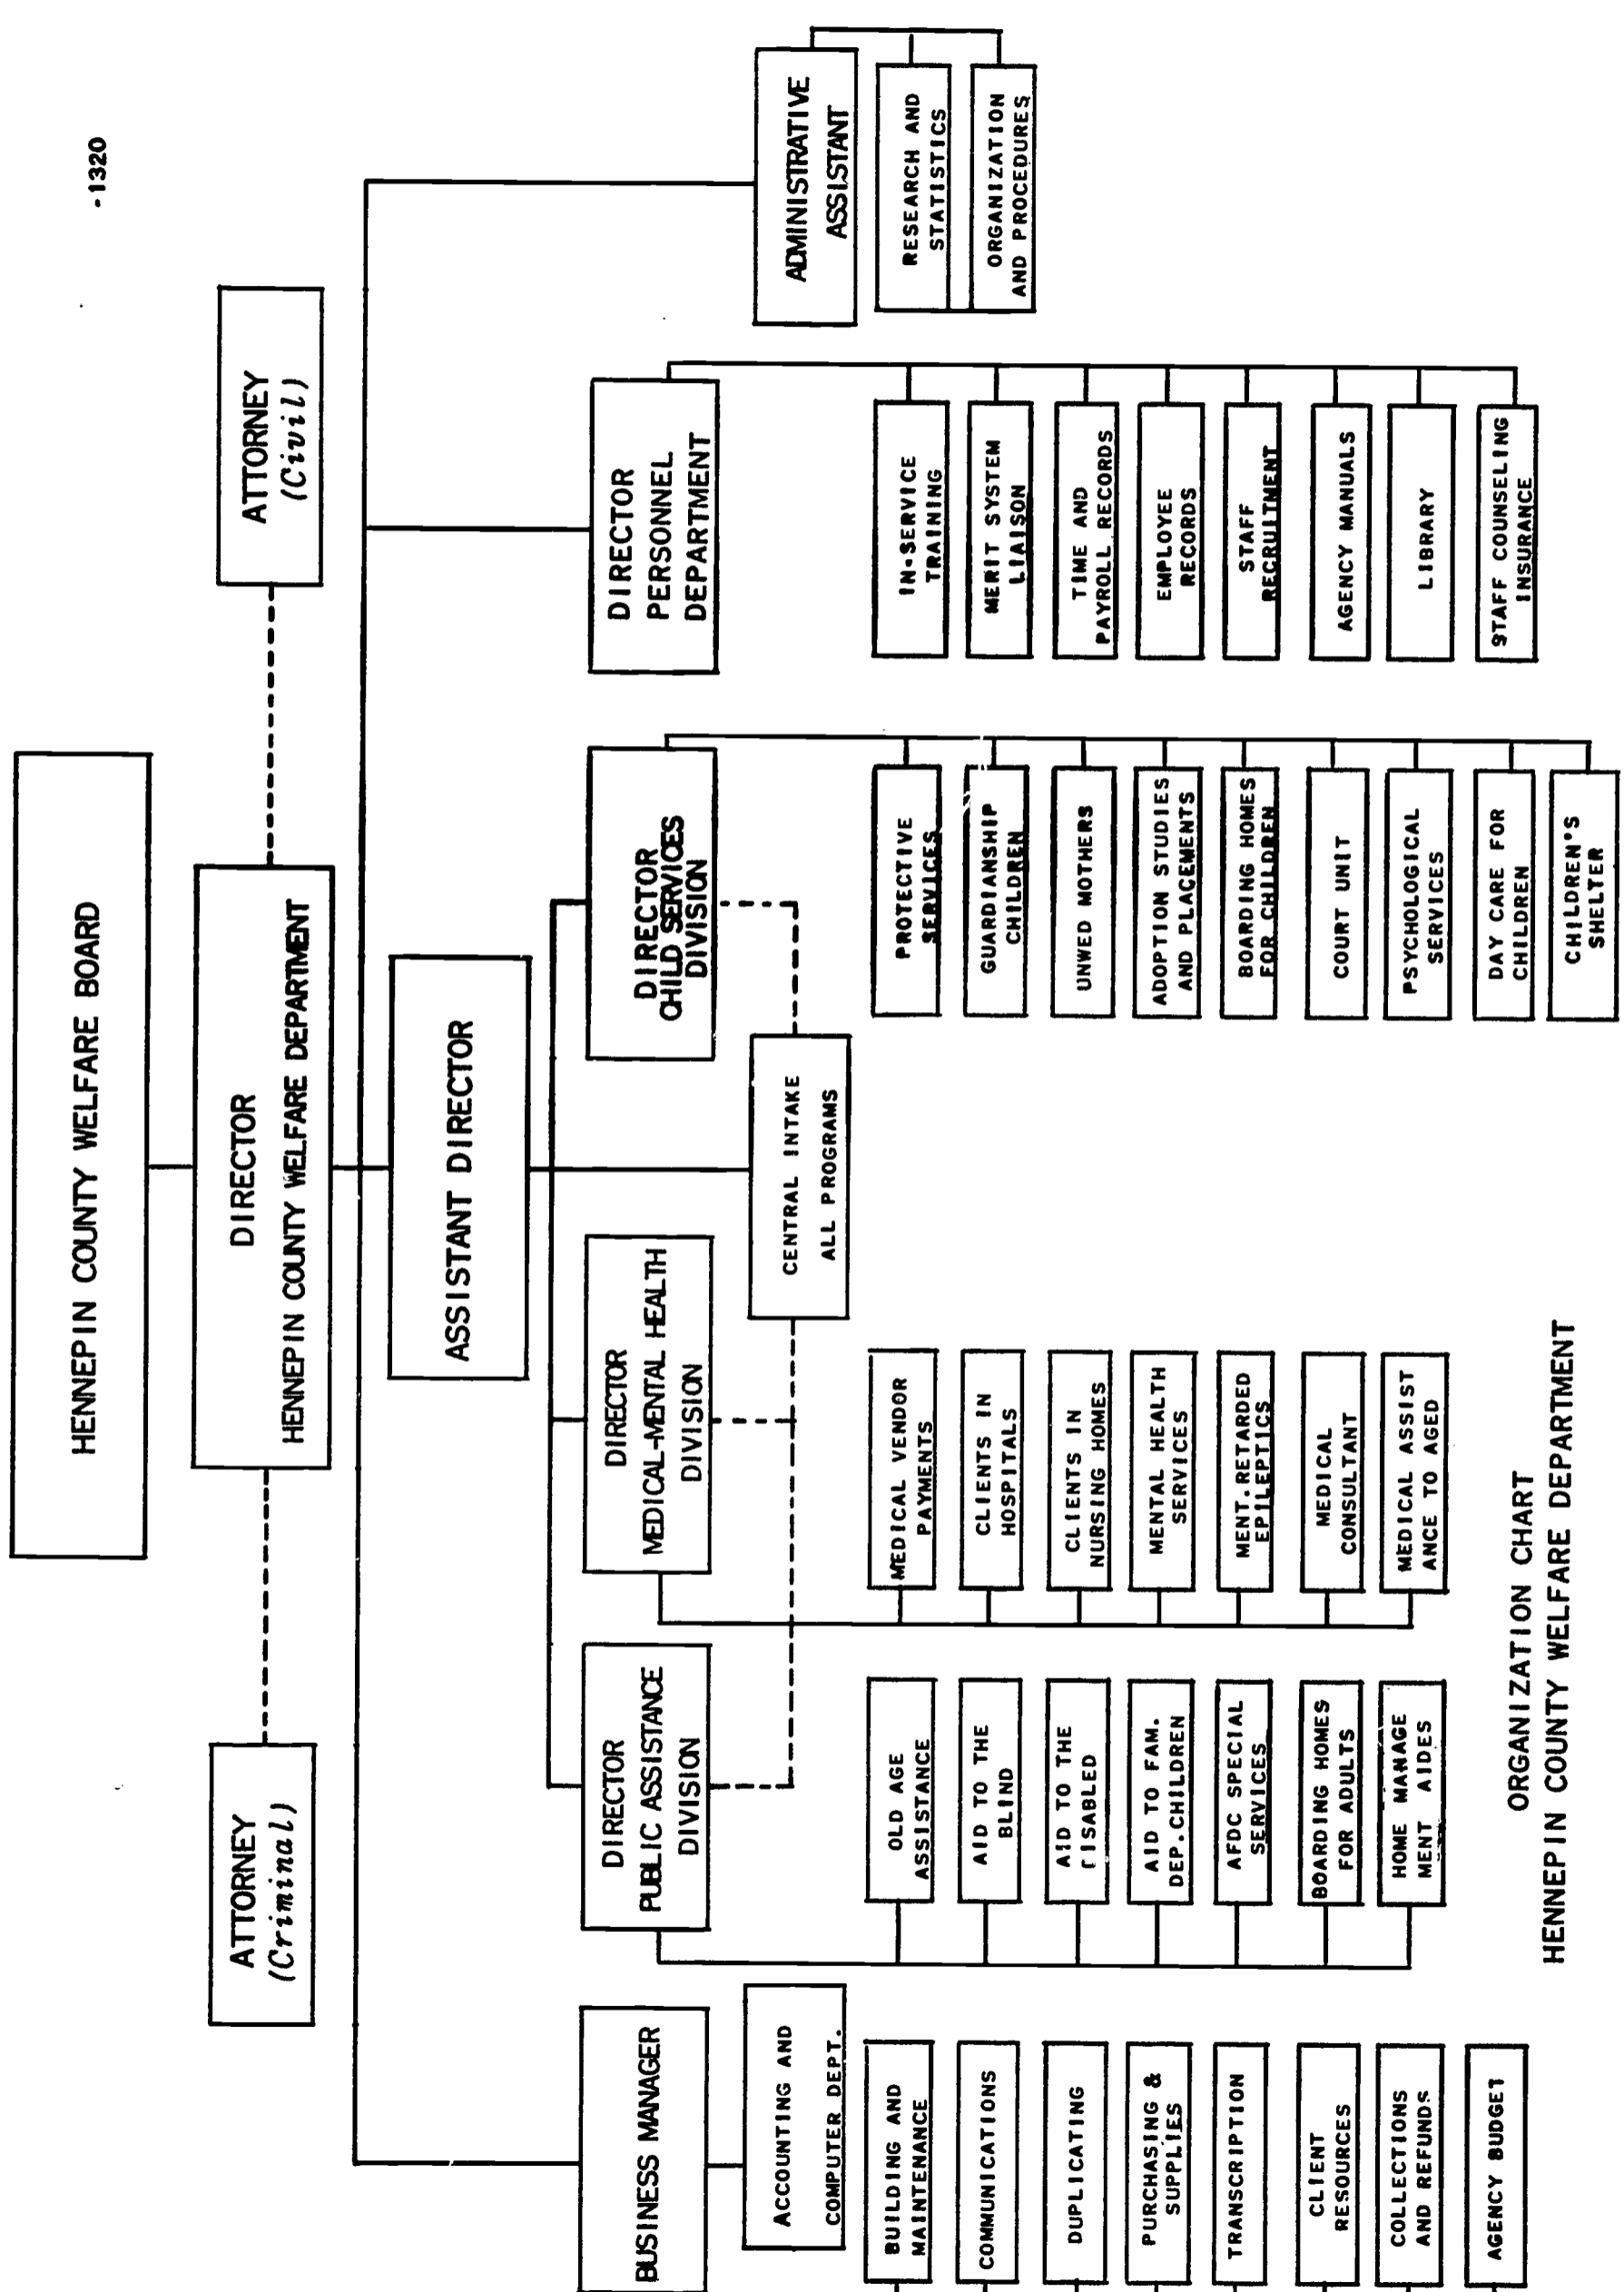 -1320
HENNEPIN COUNTY WELFARE BOARD
ATTORNEY
(Criminal)
DIRECTOR
HENNEPIN COUNTY WELFARE DEPARTMENT
ATTORNEY
(Civil)
ASSISTANT DIRECTOR
BUSINESS MANAGER
ACCOUNTING AND
COMPUTER DEPT.
BUILDING AND
MAINTENANCE
COMMUNICATIONS
DUPLICATING
PURCHASING &
SUPPLIES
TRANSCRIPTION
CLIENT
RESOURCES
COLLECTIONS
AND REFUNDS
AGENCY BUDGET
DIRECTOR
PUBLIC ASSISTANCE
DIVISION
OLD AGE
ASSISTANCE
AID TO THE
BLIND
AID TO THE
DISABLED
AID TO FAM.
DEP.CHILDREN
AFDC SPECIAL
SERVICES
BOARDING HOMES
FOR ADULTS
HOME MANAGE
MENT AIDES
DIRECTOR
MEDICAL-MENTAL HEALTH
DIVISION
MEDICAL VENDOR
PAYMENTS
CLIENTS IN
HOSPITALS
CLIENTS IN
NURSING HOMES
MENTAL HEALTH
SERVICES
MENT.RETARDED
EPILEPTICS
MEDICAL
CONSULTANT
MEDICAL ASSIST
ANCE TO AGED
CENTRAL INTAKE
ALL PROGRAMS
DIRECTOR
CHILD SERVICES
DIVISION
PROTECTIVE
SERVICES
GUARDIANSHIP
CHILDREN
UNWED MOTHERS
ADOPTION STUDIES
AND PLACEMENTS
BOARDING HOMES
FOR CHILDREN
COURT UNIT
PSYCHOLOGICAL
SERVICES
DAY CARE FOR
CHILDREN
CHILDREN'S
SHELTER
DIRECTOR
PERSONNEL
DEPARTMENT
IN-SERVICE
TRAINING
MERIT SYSTEM
LIAISON
TIME AND
PAYROLL RECORDS
EMPLOYEE
RECORDS
STAFF
RECRUITMENT
AGENCY MANUALS
LIBRARY
STAFF COUNSELING
INSURANCE
ADMINISTRATIVE
ASSISTANT
RESEARCH AND
STATISTICS
ORGANIZATION
AND PROCEDURES
ORGANIZATION CHART
HENNEPIN COUNTY WELFARE DEPARTMENT